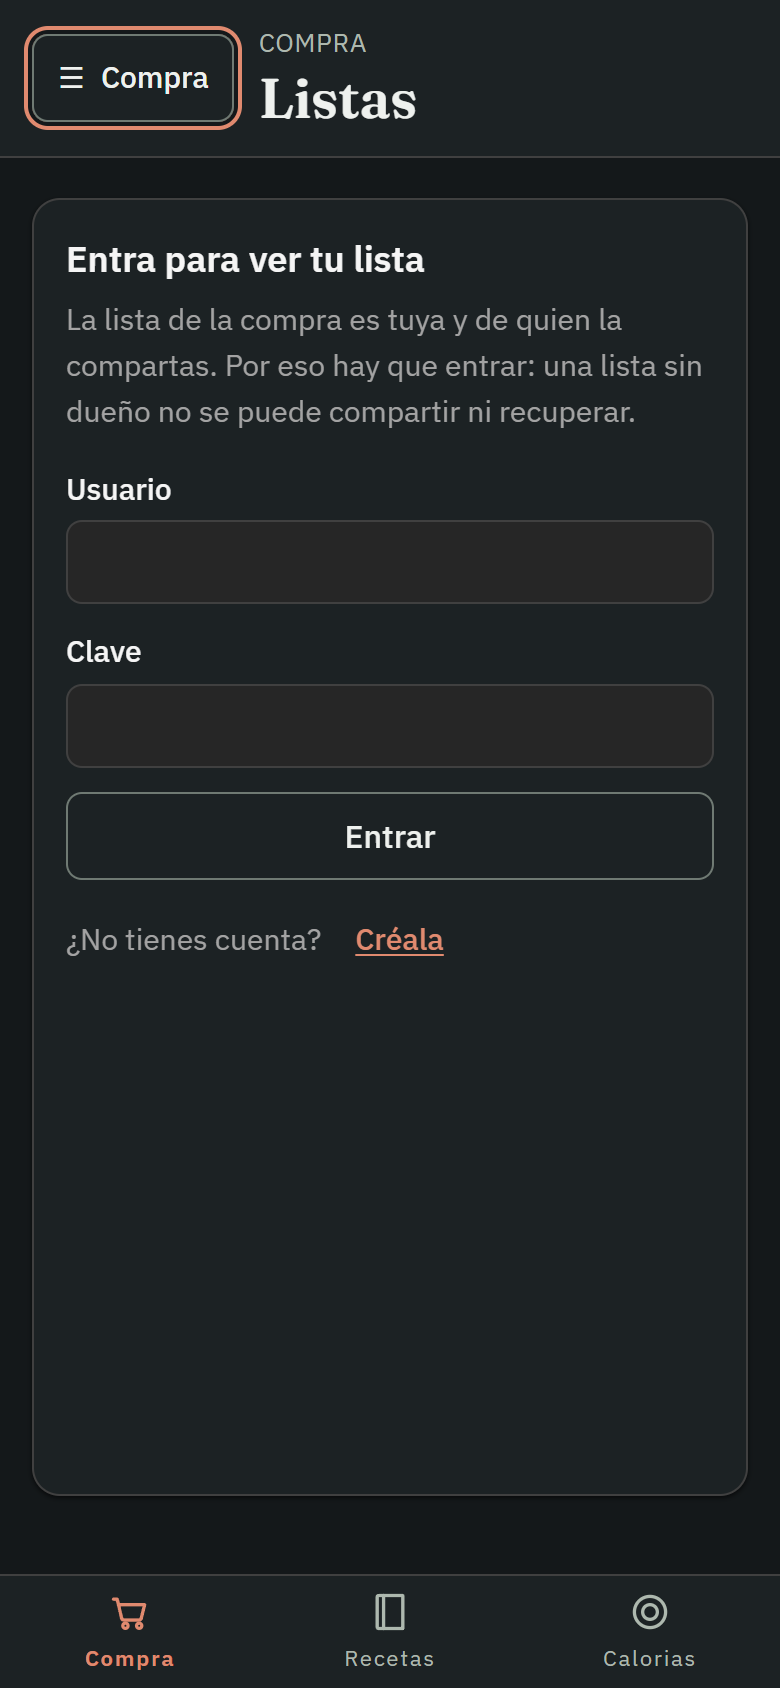 ☰ Compra
COMPRA
Listas
Entra para ver tu lista
La lista de la compra es tuya y de quien la
compartas. Por eso hay que entrar: una lista sin
dueño no se puede compartir ni recuperar.
Usuario
Clave
Entrar
¿No tienes cuenta? Créala
Compra
Recetas
Calorias